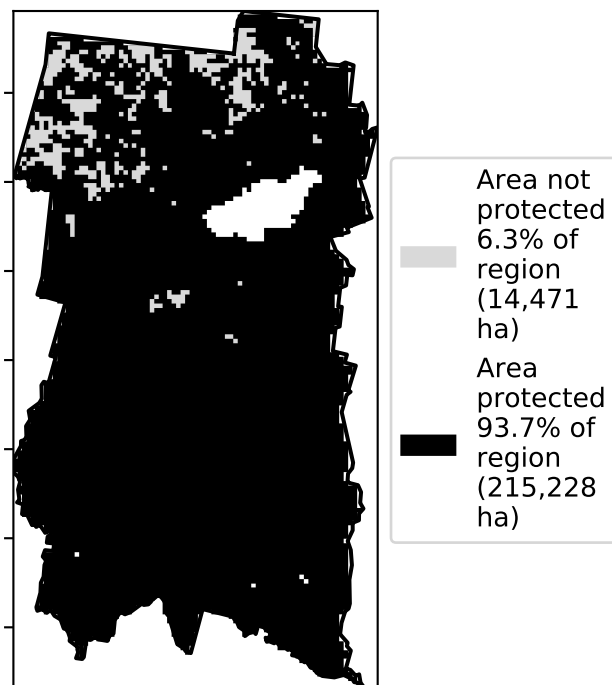 Area not
protected
6.3% of
region
(14,471
ha)
Area
protected
93.7% of
region
(215,228
ha)